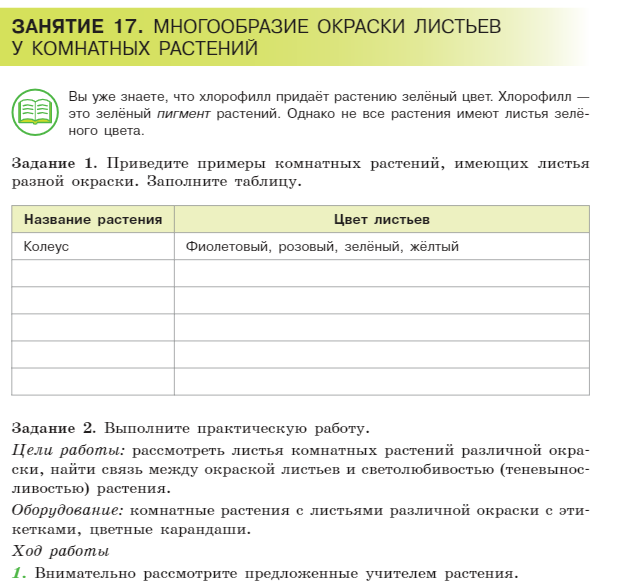 ЗАНЯТИЕ 17. МНОГООБРАЗИЕ ОКРАСКИ ЛИСТЬЕВ
У КОМНАТНЫХ РАСТЕНИЙ
Вы уже знаете, что хлорофилл придаёт растению зелёный цвет. Хлорофилл —
это зелёный пигмент растений. Однако не все растения имеют листья зелё-
ного цвета.
Задание 1. Приведите примеры комнатных растений, имеющих листья
разной окраски. Заполните таблицу.
Название растения Цвет листьев
Колеус Фиолетовый, розовый, зелёный, жёлтый
Задание 2. Выполните практическую работу.
Цели работы: рассмотреть листья комнатных растений различной окра-
ски, найти связь между окраской листьев и светолюбивостью (теневынос-
ливостью) растения.
Оборудование: комнатные растения с листьями различной окраски с эти-
кетками, цветные карандаши.
Ход работы
1. Внимательно рассмотрите предложенные учителем растения.